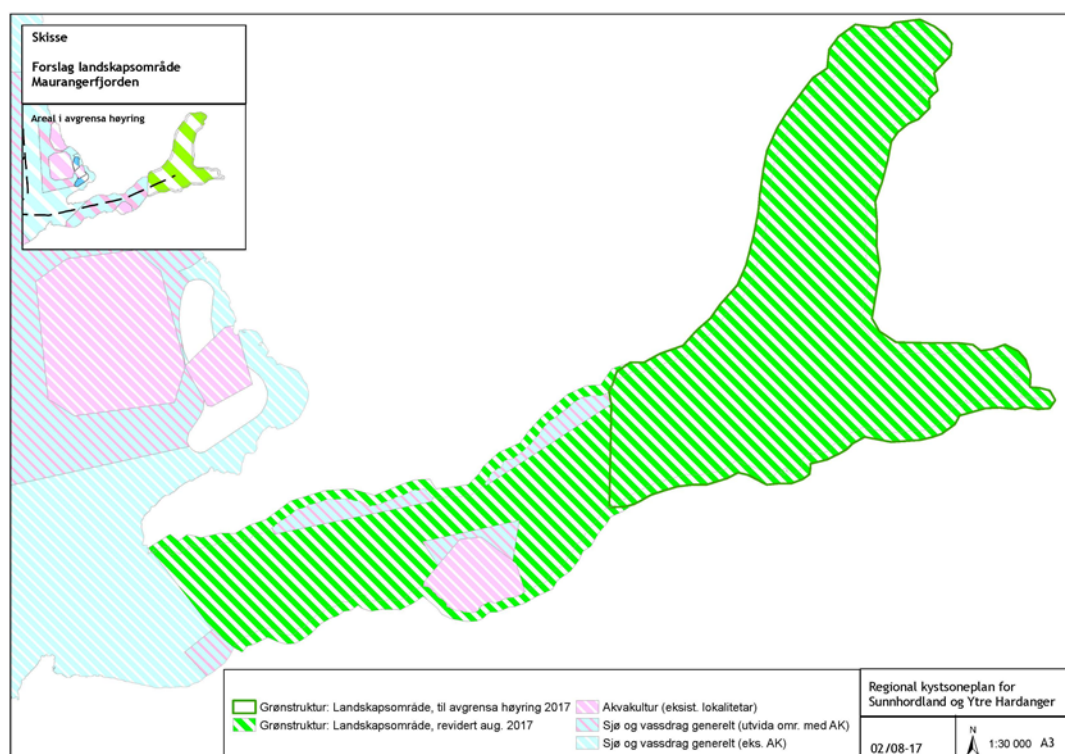 Skisse
Forslag landskapsområde
Maurangerfjorden
Areal i avgrensa høyring
Grønstruktur: Landskapsområde, til avgrensa høyring 2017
Grønstruktur: Landskapsområde, revidert aug. 2017
Akvakultur (eksist. lokalitetar)
Sjø og vassdrag generelt (utvida omr. med AK)
Sjø og vassdrag generelt (eks. AK)
Regional kystsoneplan for
Sunnhordland og Ytre Hardanger
02/08-17
N
1:30 000 A3